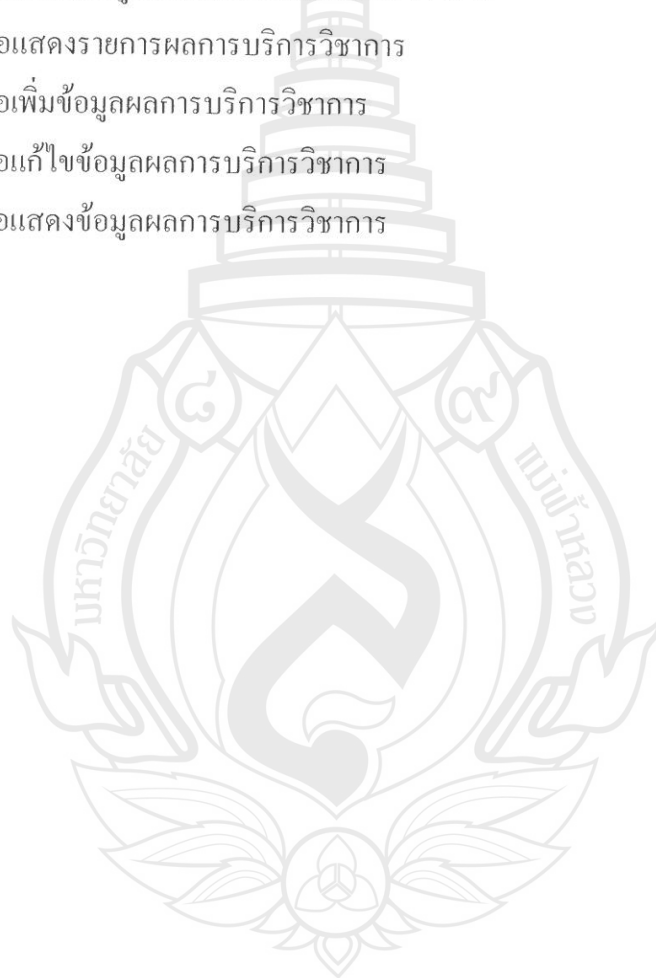 แสดงรายการผลการบริการวิชาการ
เพิ่มข้อมูลผลการบริการวิชาการ
แก้ไขข้อมูลผลการบริการวิชาการ
แสดงข้อมูลผลการบริการวิชาการ
๘ ๙
มหาวิทยาลัย แม่ฟ้าหลวง